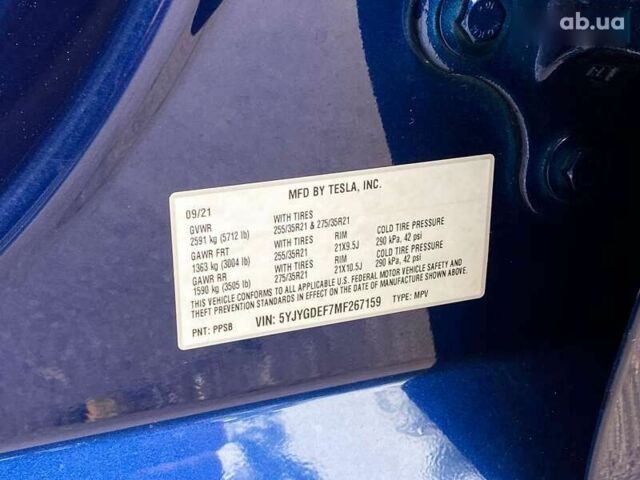 ab.ua
MFD BY TESLA, INC.
09/21
GVWR WITH TIRES
2591 kg (5712 lb) 255/35R21 & 275/35R21
GAWR FRT WITH TIRES RIM COLD TIRE PRESSURE
1363 kg (3004 lb) 255/35R21 21X9.5J 290 kPa, 42 psi
GAWR RR WITH TIRES RIM COLD TIRE PRESSURE
1590 kg (3505 lb) 275/35R21 21X10.5J 290 kPa, 42 psi
THIS VEHICLE CONFORMS TO ALL APPLICABLE U.S. FEDERAL MOTOR VEHICLE SAFETY AND
THEFT PREVENTION STANDARDS IN EFFECT ON THE DATE OF MANUFACTURE SHOWN ABOVE.
PNT: PPSB VIN: 5YJYGDEF7MF267159 TYPE: MPV